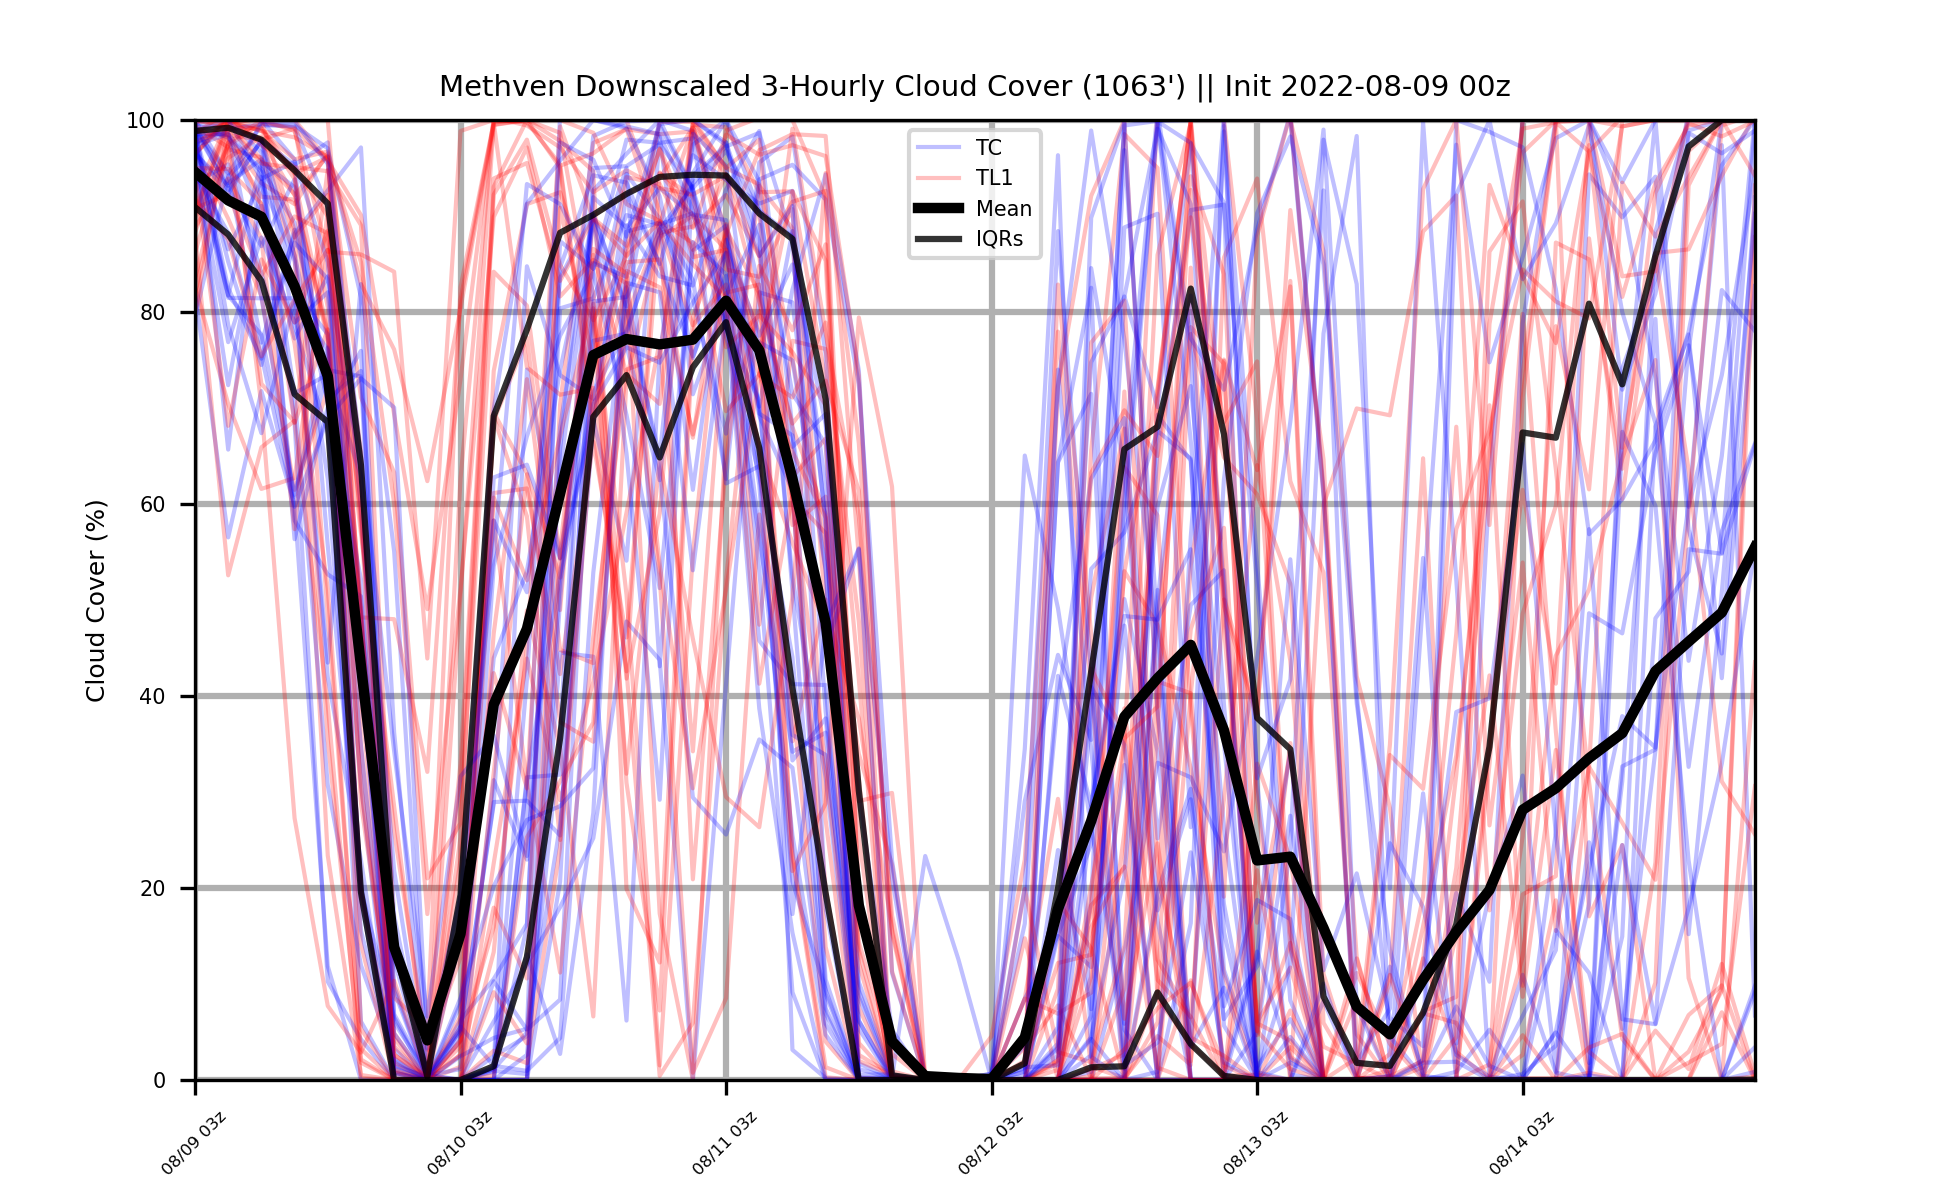 Methven Downscaled 3-Hourly Cloud Cover (1063') || Init 2022-08-09 00z
TC
TL1
Mean
IQRs
Cloud Cover (%)
100
80
60
40
20
0
08/09 03z
08/10 03z
08/11 03z
08/12 03z
08/13 03z
08/14 03z